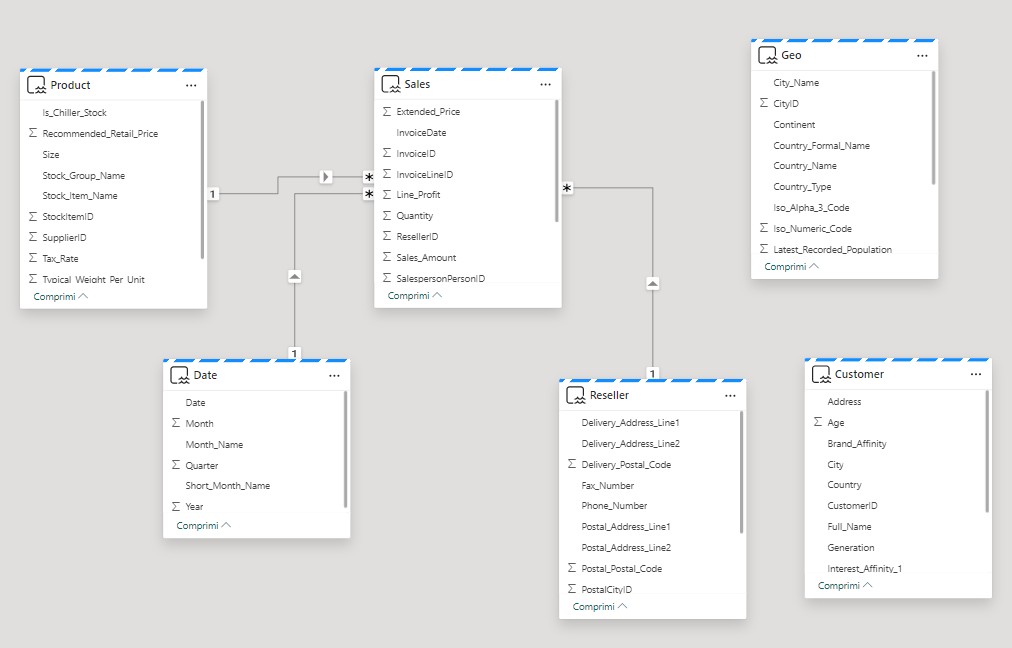 Product
...
Is_Chiller_Stock
Σ Recommended_Retail_Price
Size
Stock_Group_Name
Stock_Item_Name
Σ StockItemID
Σ SupplierID
Σ Tax_Rate
Σ Typical_Weight_Per_Unit
Comprimi
1
Sales
...
Σ Extended_Price
InvoiceDate
Σ InvoiceID
Σ InvoiceLineID
Σ Line_Profit
Σ Quantity
Σ ResellerID
Σ Sales_Amount
Σ SalespersonPersonID
Comprimi
*
*
*
Geo
...
City_Name
Σ CityID
Continent
Country_Formal_Name
Country_Name
Country_Type
Iso_Alpha_3_Code
Σ Iso_Numeric_Code
Σ Latest_Recorded_Population
Comprimi
1
Date
...
Date
Σ Month
Month_Name
Σ Quarter
Short_Month_Name
Σ Year
Comprimi
1
Reseller
...
Delivery_Address_Line1
Delivery_Address_Line2
Σ Delivery_Postal_Code
Fax_Number
Phone_Number
Postal_Address_Line1
Postal_Address_Line2
Σ Postal_Postal_Code
Σ PostalCityID
Comprimi
Customer
...
Address
Σ Age
Brand_Affinity
City
Country
CustomerID
Full_Name
Generation
Interest_Affinity_1
Comprimi